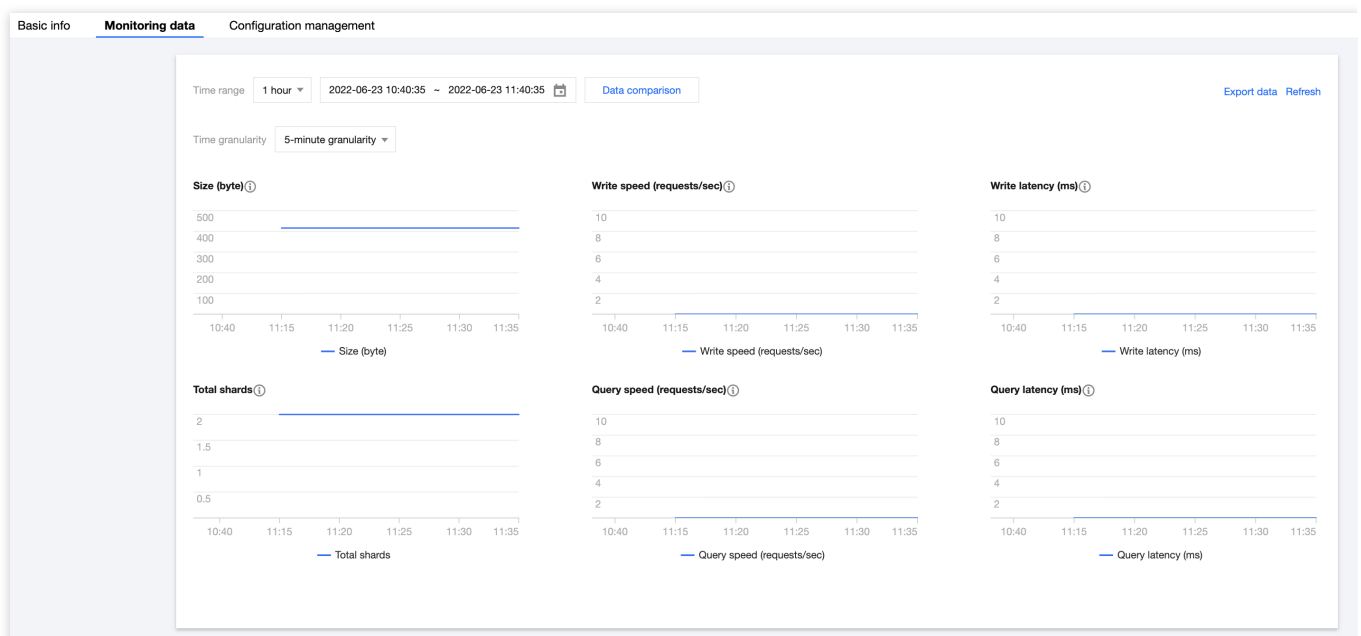 Basic info Monitoring data Configuration management
Time range 1 hour 2022-06-23 10:40:35 ~ 2022-06-23 11:40:35 Data comparison Export data Refresh
Time granularity 5-minute granularity
Size (byte) Write speed (requests/sec) Write latency (ms)
500 10 10
400 8 8
300 6 6
200 4 4
100 2 2
10:40 11:15 11:20 11:25 11:30 11:35 10:40 11:15 11:20 11:25 11:30 11:35 10:40 11:15 11:20 11:25 11:30 11:35
Size (byte) Write speed (requests/sec) Write latency (ms)
Total shards Query speed (requests/sec) Query latency (ms)
2 10 10
8 8
1.5 6 6
1 4 4
0.5 2 2
10:40 11:15 11:20 11:25 11:30 11:35 10:40 11:15 11:20 11:25 11:30 11:35 10:40 11:15 11:20 11:25 11:30 11:35
Total shards Query speed (requests/sec) Query latency (ms)